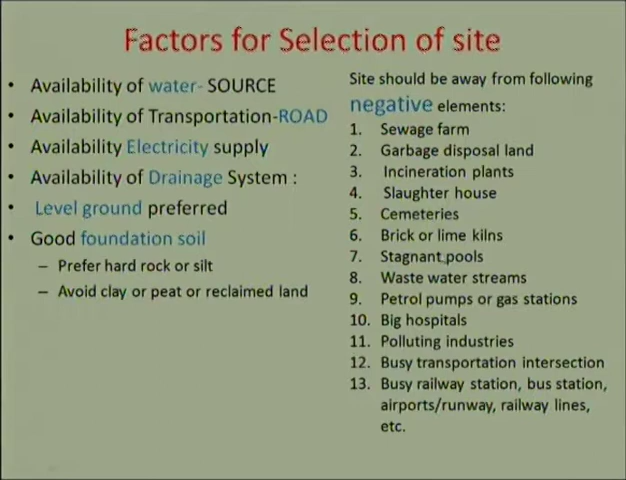 Factors for Selection of site
• Availability of water- SOURCE
• Availability of Transportation-ROAD
• Availability Electricity supply
• Availability of Drainage System :
• Level ground preferred
• Good foundation soil
– Prefer hard rock or silt
– Avoid clay or peat or reclaimed land
Site should be away from following
negative elements:
1. Sewage farm
2. Garbage disposal land
3. Incineration plants
4. Slaughter house
5. Cemeteries
6. Brick or lime kilns
7. Stagnant pools
8. Waste water streams
9. Petrol pumps or gas stations
10. Big hospitals
11. Polluting industries
12. Busy transportation intersection
13. Busy railway station, bus station,
airports/runway, railway lines,
etc.